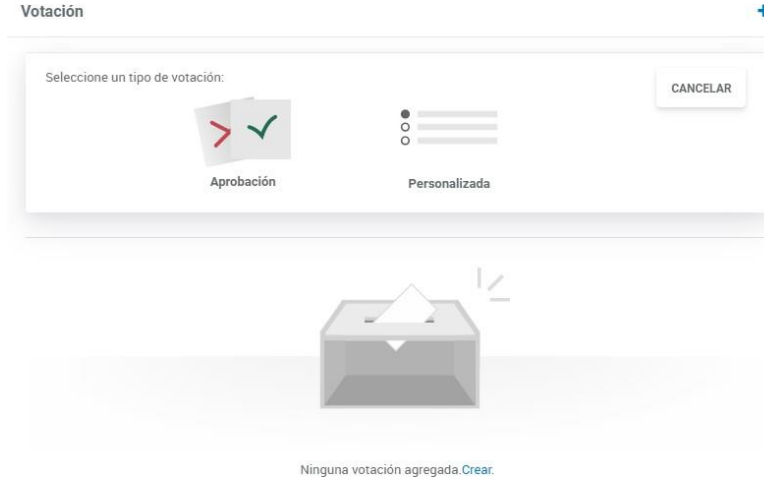 Votación
Seleccione un tipo de votación:
CANCELAR
Aprobación
Personalizada
Ninguna votación agregada.Crear.